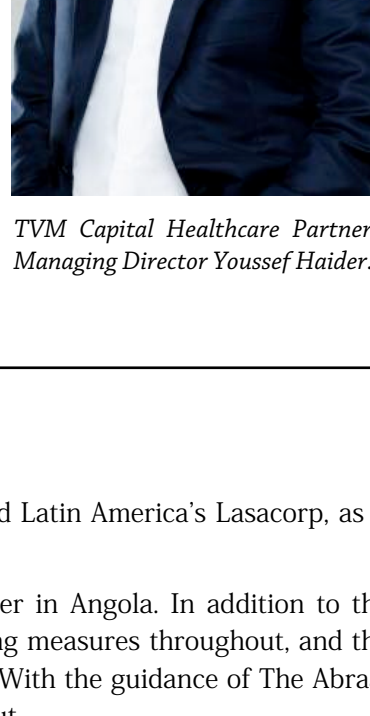 TVM Capital Healthcare Partner
Managing Director Youssef Haider.
d Latin America's Lasacorp, as
er in Angola. In addition to th
ng measures throughout, and th
With the guidance of The Abra